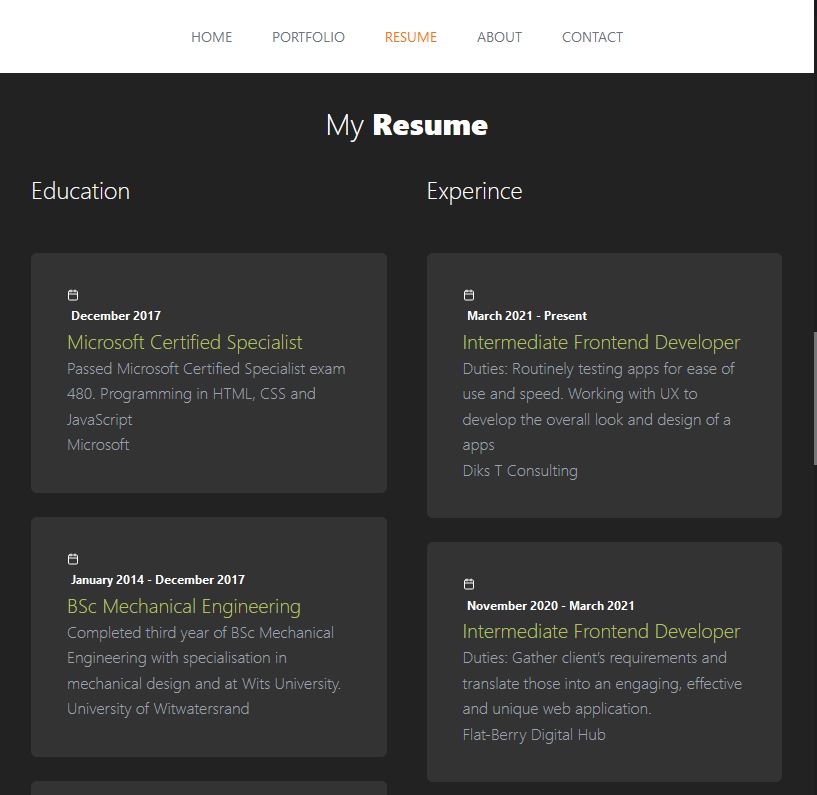 HOME PORTFOLIO RESUME ABOUT CONTACT
My Resume
Education
December 2017
Microsoft Certified Specialist
Passed Microsoft Certified Specialist exam
480. Programming in HTML, CSS and
JavaScript
Microsoft
January 2014 - December 2017
BSc Mechanical Engineering
Completed third year of BSc Mechanical
Engineering with specialisation in
mechanical design and at Wits University.
University of Witwatersrand
Experince
March 2021 - Present
Intermediate Frontend Developer
Duties: Routinely testing apps for ease of
use and speed. Working with UX to
develop the overall look and design of a
apps
Diks T Consulting
November 2020 - March 2021
Intermediate Frontend Developer
Duties: Gather client's requirements and
translate those into an engaging, effective
and unique web application.
Flat-Berry Digital Hub